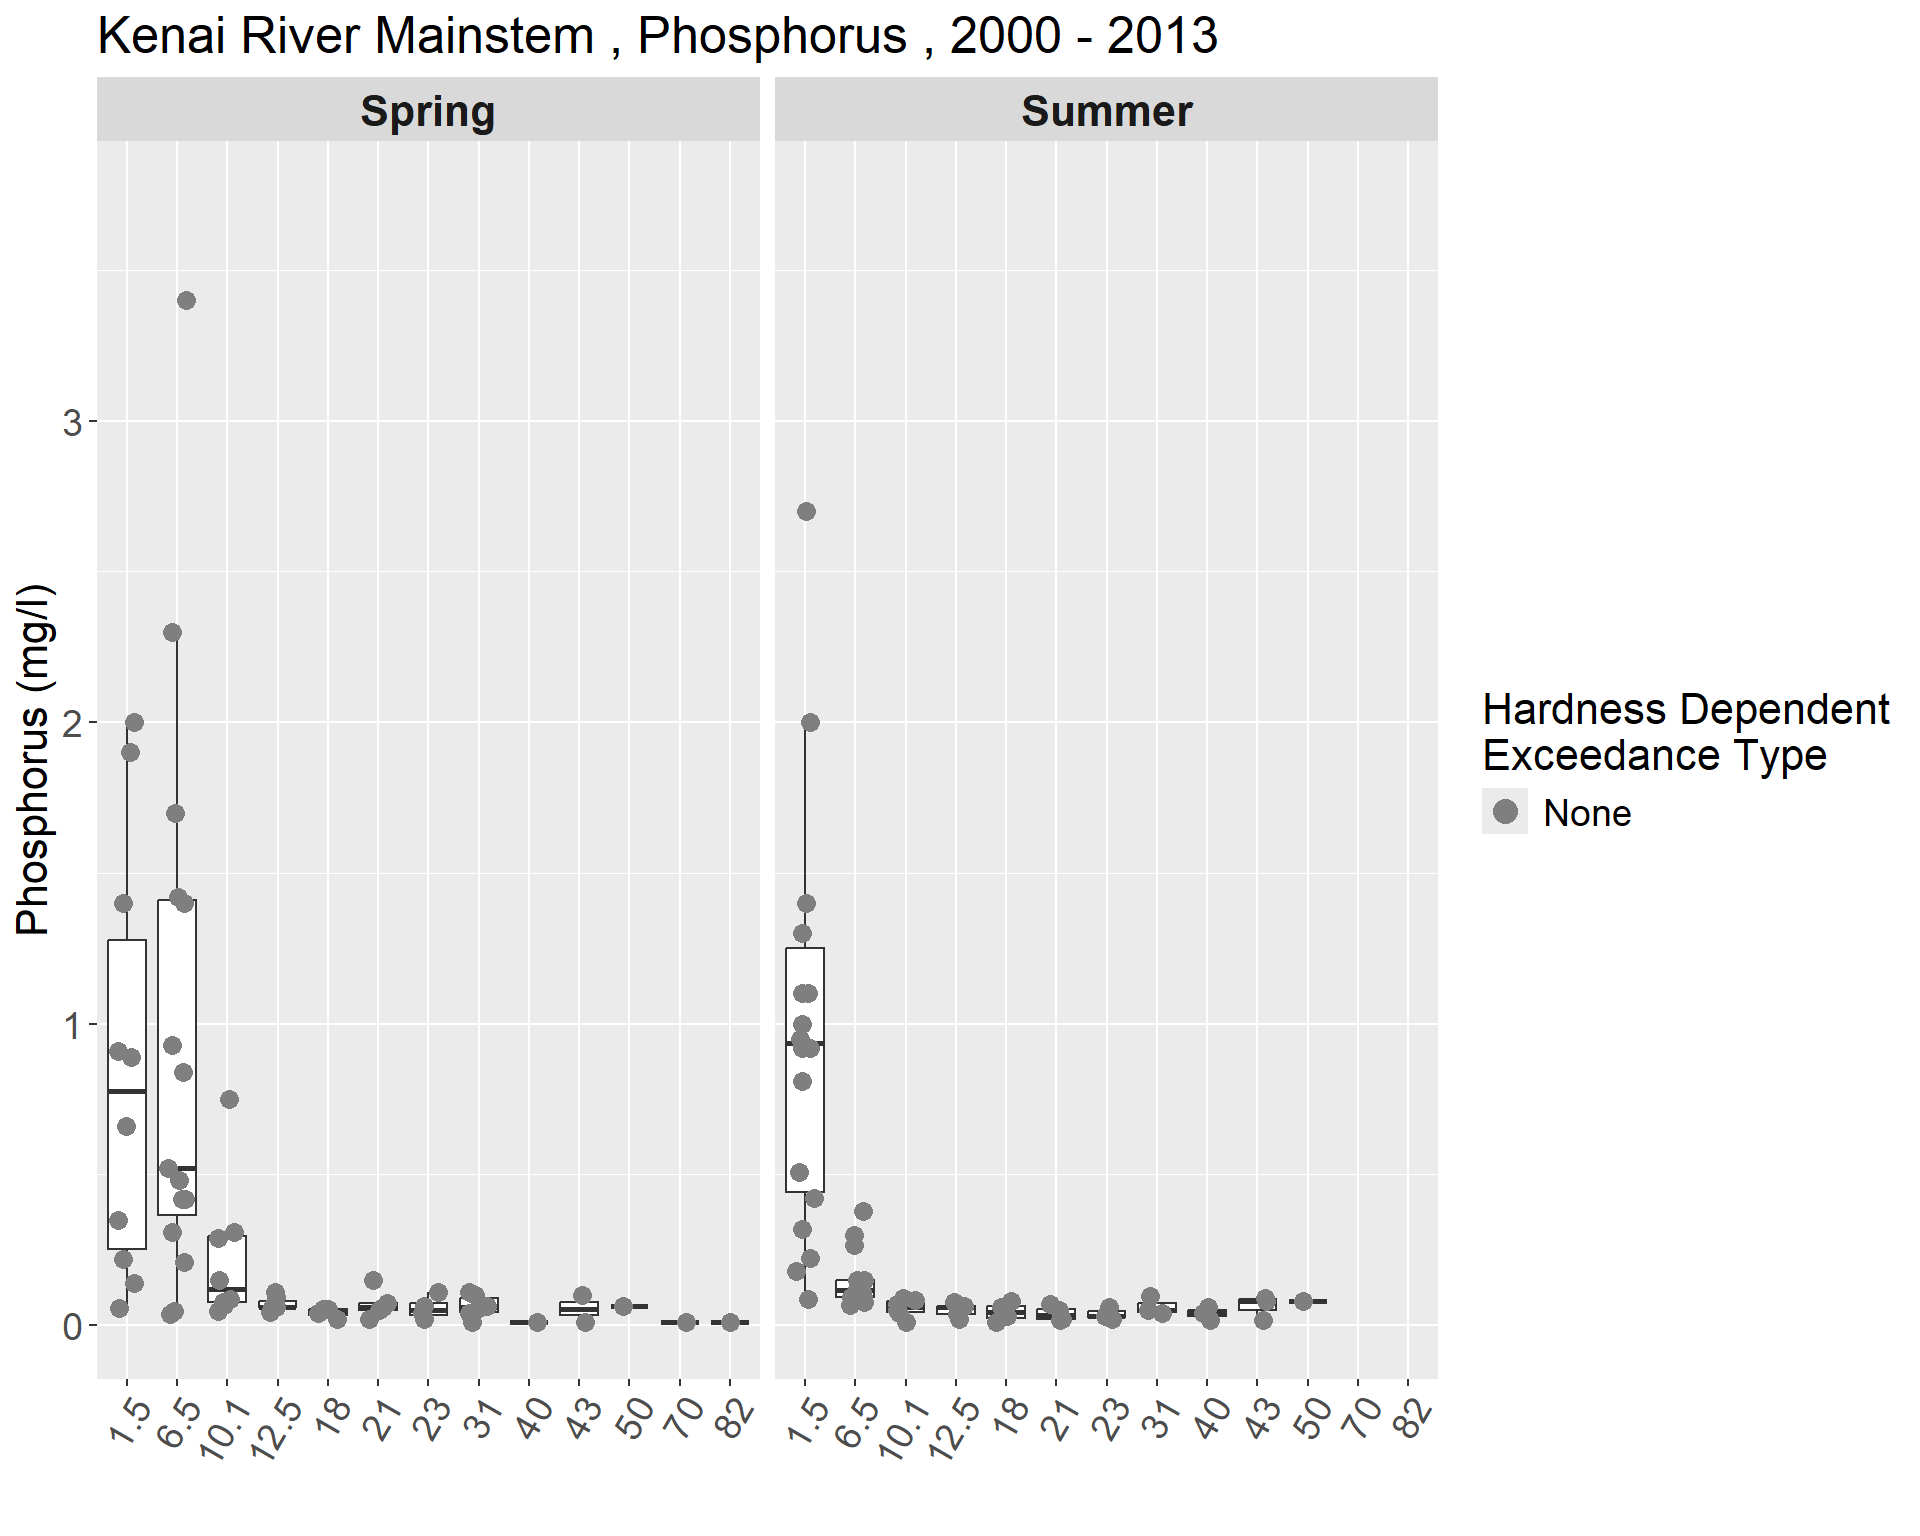 Kenai River Mainstem , Phosphorus , 2000 - 2013
Spring
Summer
Phosphorus (mg/l)
3
2
1
0
1.5 6.5 10.1 12.5 18 21 23 31 40 43 50 70 82
1.5 6.5 10.1 12.5 18 21 23 31 40 43 50 70 82
Hardness Dependent
Exceedance Type
None